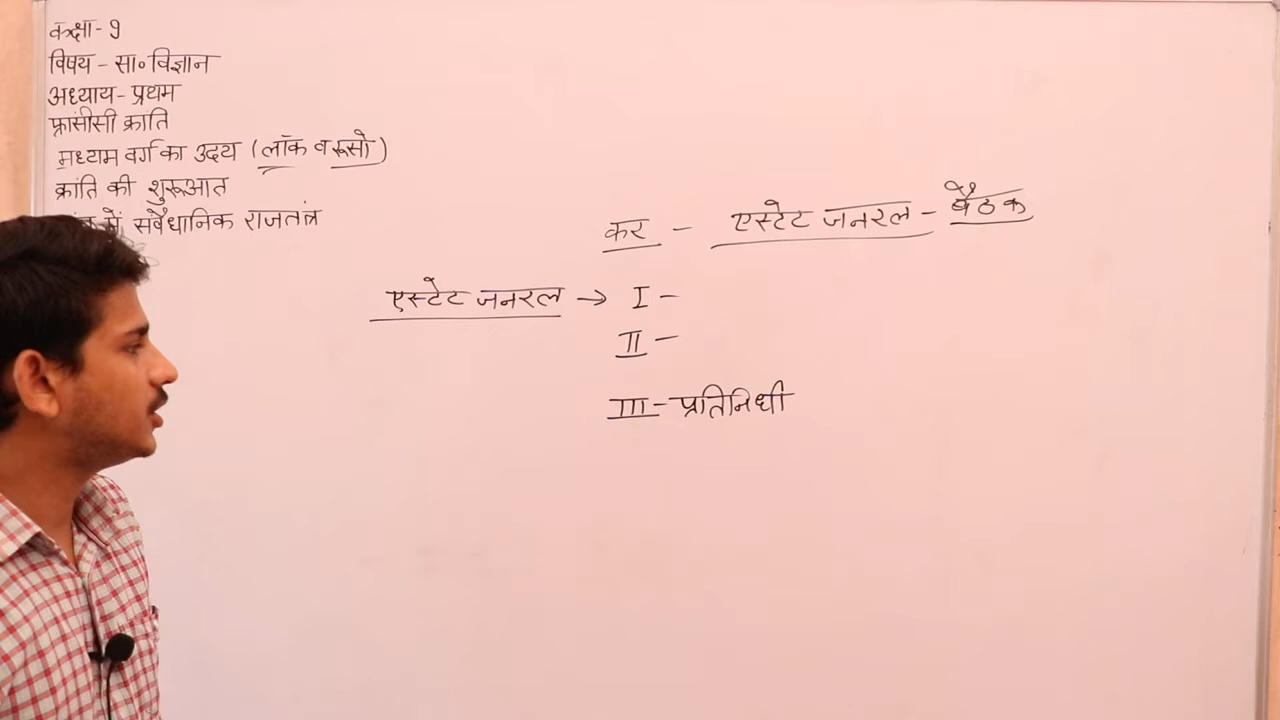 कक्षा- 9
विषय - सा० विज्ञान
अध्याय- प्रथम
फ्रांसीसी क्रांति
मध्यम वर्ग का उदय (लॉक व रूसो)
क्रांति की शुरूआत
में संवैधानिक राजतंत्र
कर - एस्टेट जनरल - बैठक
एस्टेट जनरल → I -
II -
III - प्रतिनिधी